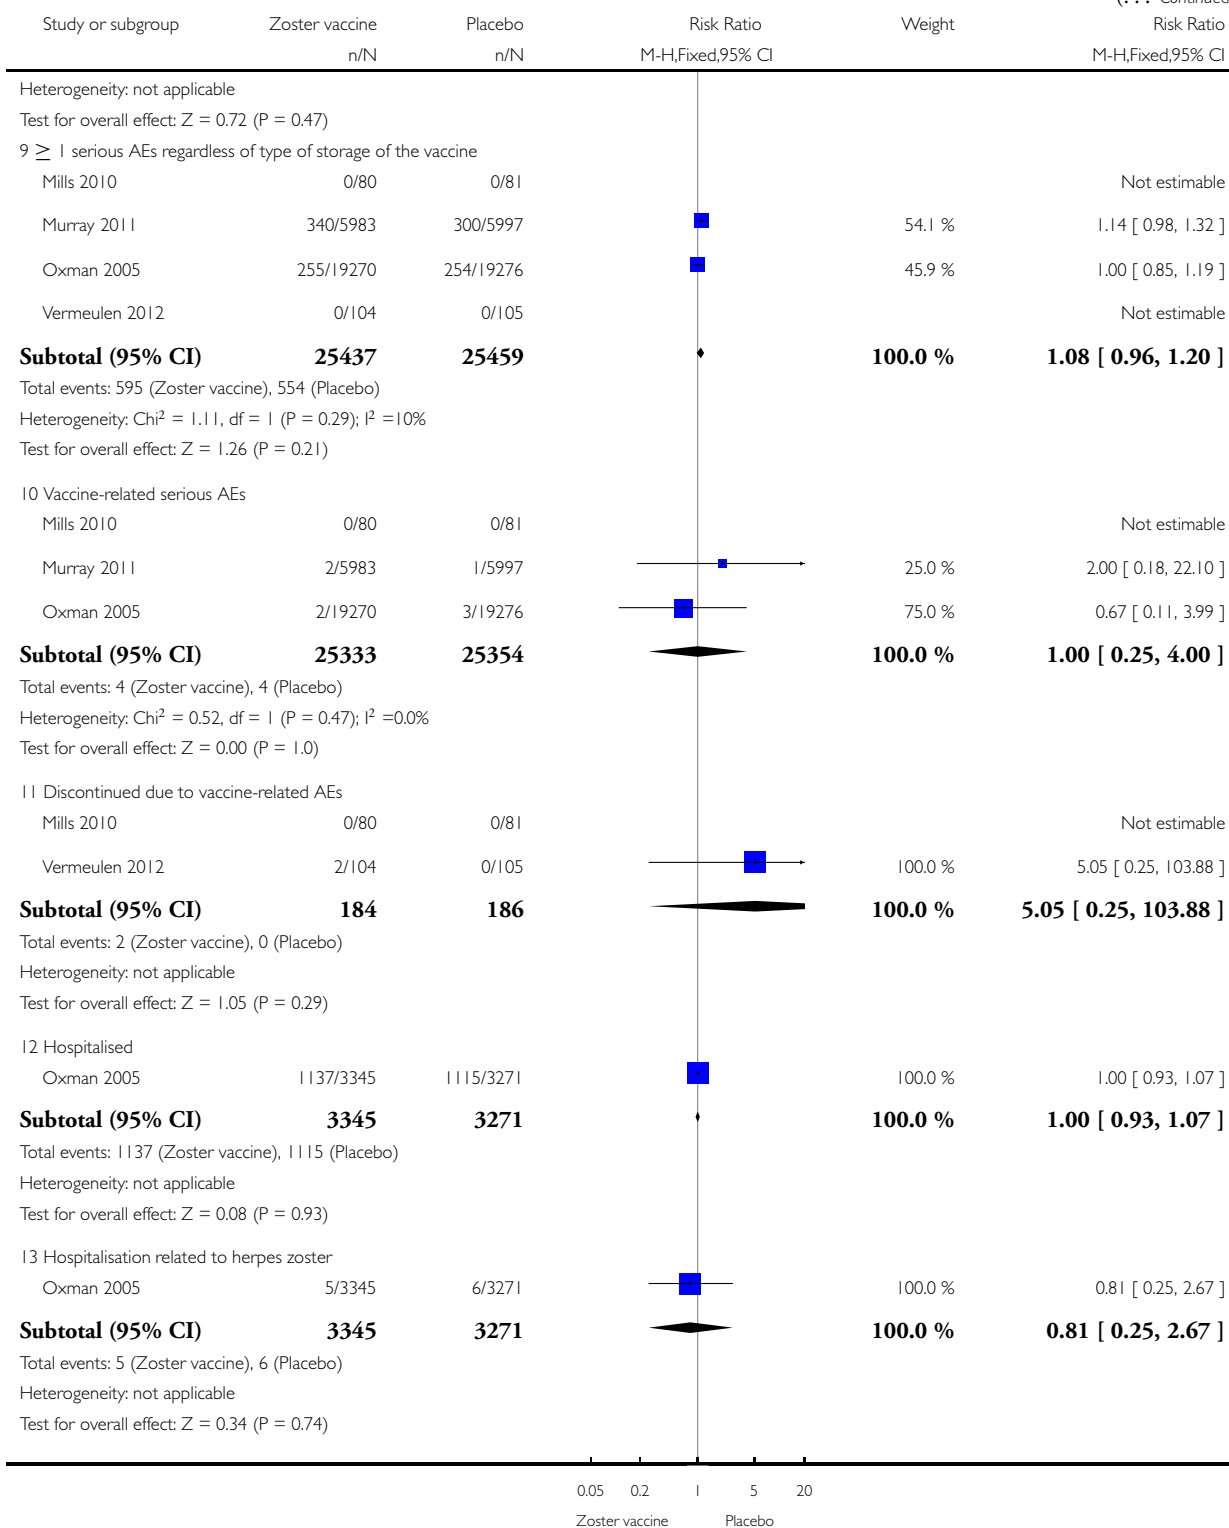 (. . . Continued
Study or subgroup Zoster vaccine Placebo Risk Ratio Weight Risk Ratio
n/N n/N M-H,Fixed,95% CI M-H,Fixed,95% CI
Heterogeneity: not applicable
Test for overall effect: Z = 0.72 (P = 0.47)
9 ≥ 1 serious AEs regardless of type of storage of the vaccine
Mills 2010 0/80 0/81 Not estimable
Murray 2011 340/5983 300/5997 54.1 % 1.14 [ 0.98, 1.32 ]
Oxman 2005 255/19270 254/19276 45.9 % 1.00 [ 0.85, 1.19 ]
Vermeulen 2012 0/104 0/105 Not estimable
Subtotal (95% CI) 25437 25459 100.0 % 1.08 [ 0.96, 1.20 ]
Total events: 595 (Zoster vaccine), 554 (Placebo)
Heterogeneity: Chi² = 1.11, df = 1 (P = 0.29); I² =10%
Test for overall effect: Z = 1.26 (P = 0.21)
10 Vaccine-related serious AEs
Mills 2010 0/80 0/81 Not estimable
Murray 2011 2/5983 1/5997 25.0 % 2.00 [ 0.18, 22.10 ]
Oxman 2005 2/19270 3/19276 75.0 % 0.67 [ 0.11, 3.99 ]
Subtotal (95% CI) 25333 25354 100.0 % 1.00 [ 0.25, 4.00 ]
Total events: 4 (Zoster vaccine), 4 (Placebo)
Heterogeneity: Chi² = 0.52, df = 1 (P = 0.47); I² =0.0%
Test for overall effect: Z = 0.00 (P = 1.0)
11 Discontinued due to vaccine-related AEs
Mills 2010 0/80 0/81 Not estimable
Vermeulen 2012 2/104 0/105 100.0 % 5.05 [ 0.25, 103.88 ]
Subtotal (95% CI) 184 186 100.0 % 5.05 [ 0.25, 103.88 ]
Total events: 2 (Zoster vaccine), 0 (Placebo)
Heterogeneity: not applicable
Test for overall effect: Z = 1.05 (P = 0.29)
12 Hospitalised
Oxman 2005 1137/3345 1115/3271 100.0 % 1.00 [ 0.93, 1.07 ]
Subtotal (95% CI) 3345 3271 100.0 % 1.00 [ 0.93, 1.07 ]
Total events: 1137 (Zoster vaccine), 1115 (Placebo)
Heterogeneity: not applicable
Test for overall effect: Z = 0.08 (P = 0.93)
13 Hospitalisation related to herpes zoster
Oxman 2005 5/3345 6/3271 100.0 % 0.81 [ 0.25, 2.67 ]
Subtotal (95% CI) 3345 3271 100.0 % 0.81 [ 0.25, 2.67 ]
Total events: 5 (Zoster vaccine), 6 (Placebo)
Heterogeneity: not applicable
Test for overall effect: Z = 0.34 (P = 0.74)
0.05 0.2 1 5 20
Zoster vaccine Placebo